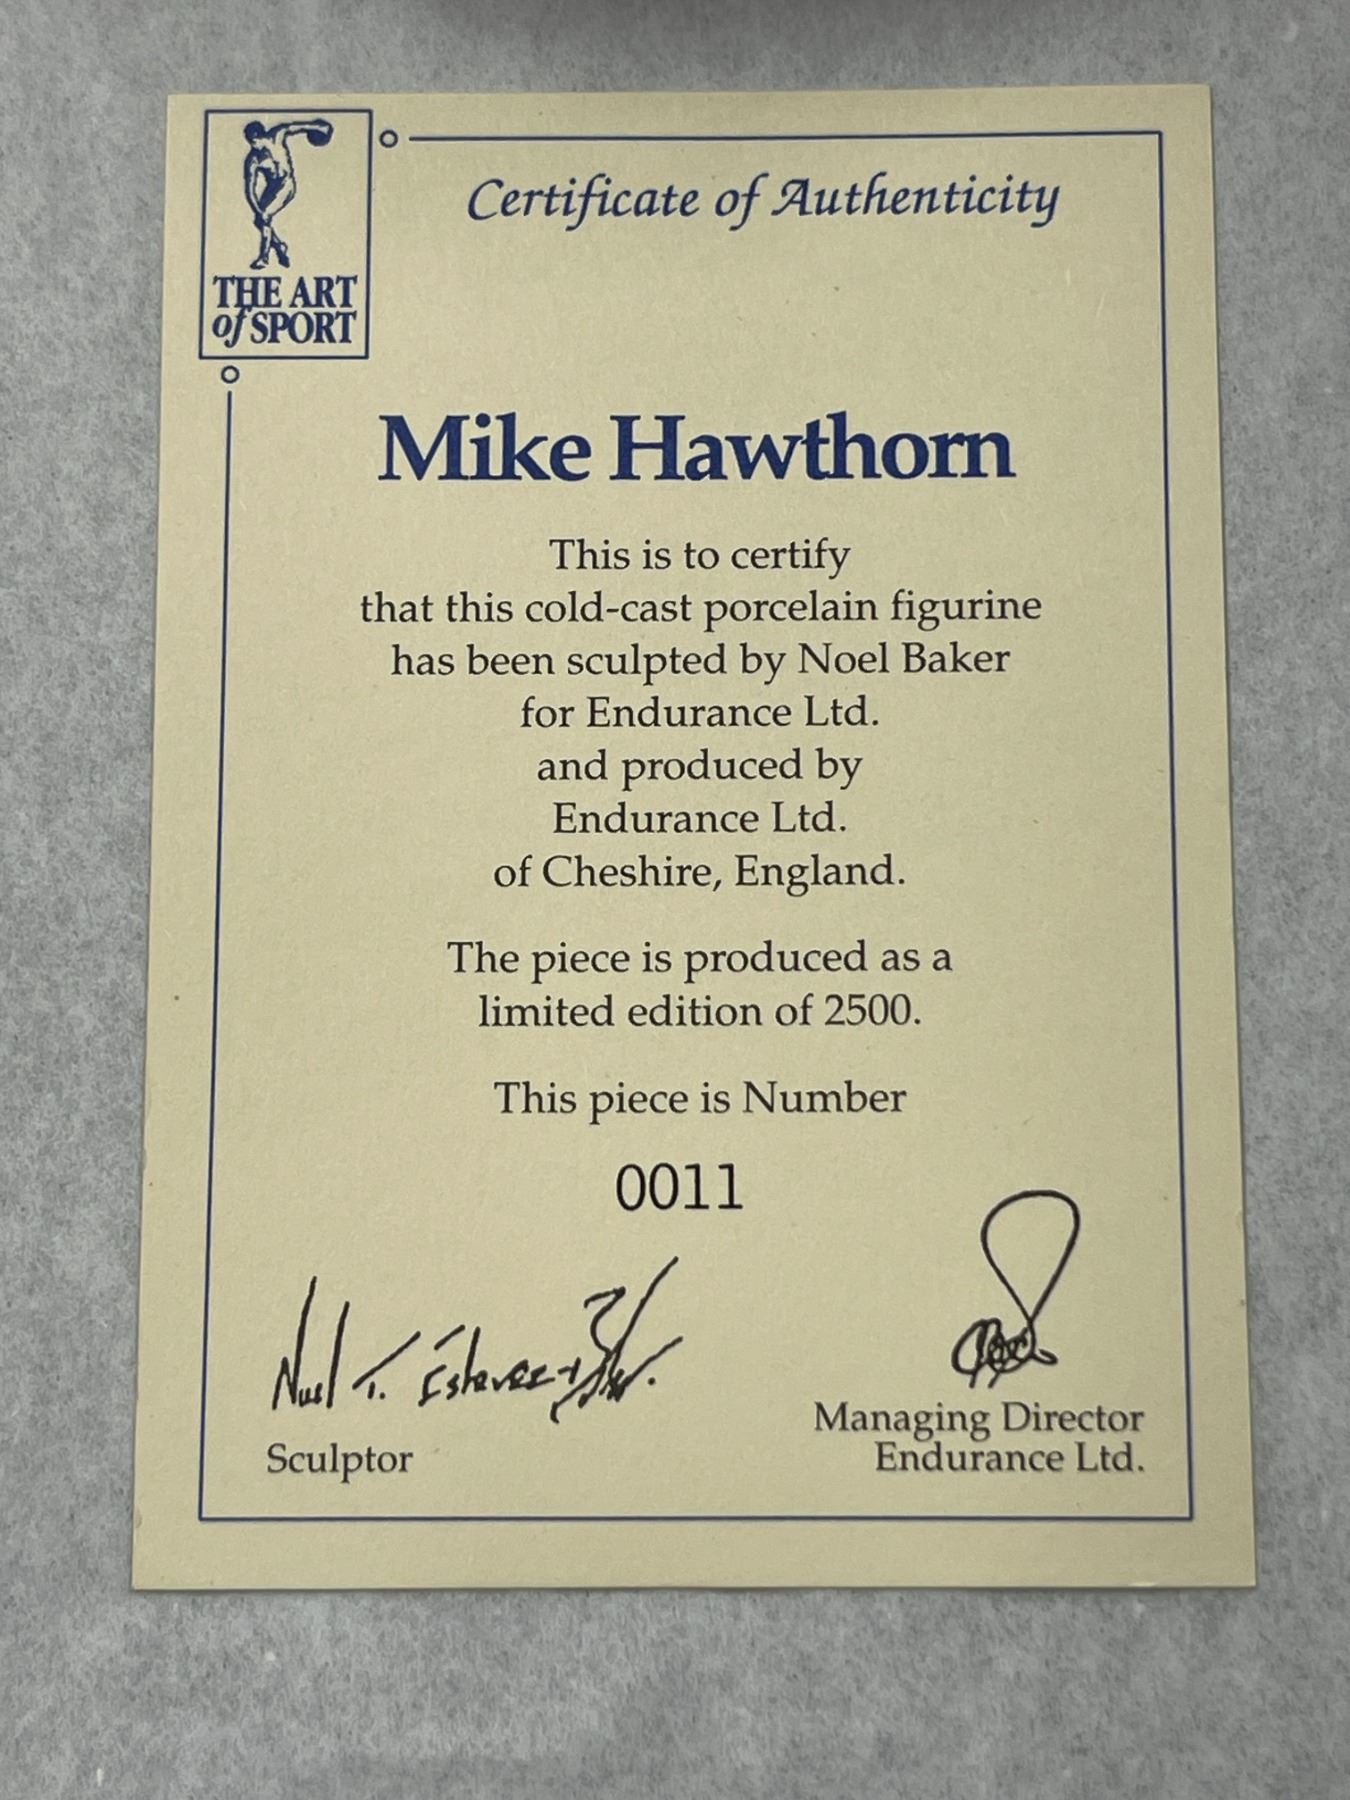 Certificate of Authenticity
THE ART
of SPORT
Mike Hawthorn
This is to certify
that this cold-cast porcelain figurine
has been sculpted by Noel Baker
for Endurance Ltd.
and produced by
Endurance Ltd.
of Cheshire, England.
The piece is produced as a
limited edition of 2500.
This piece is Number
0011
Noel T.
Sculptor
Managing Director
Endurance Ltd.